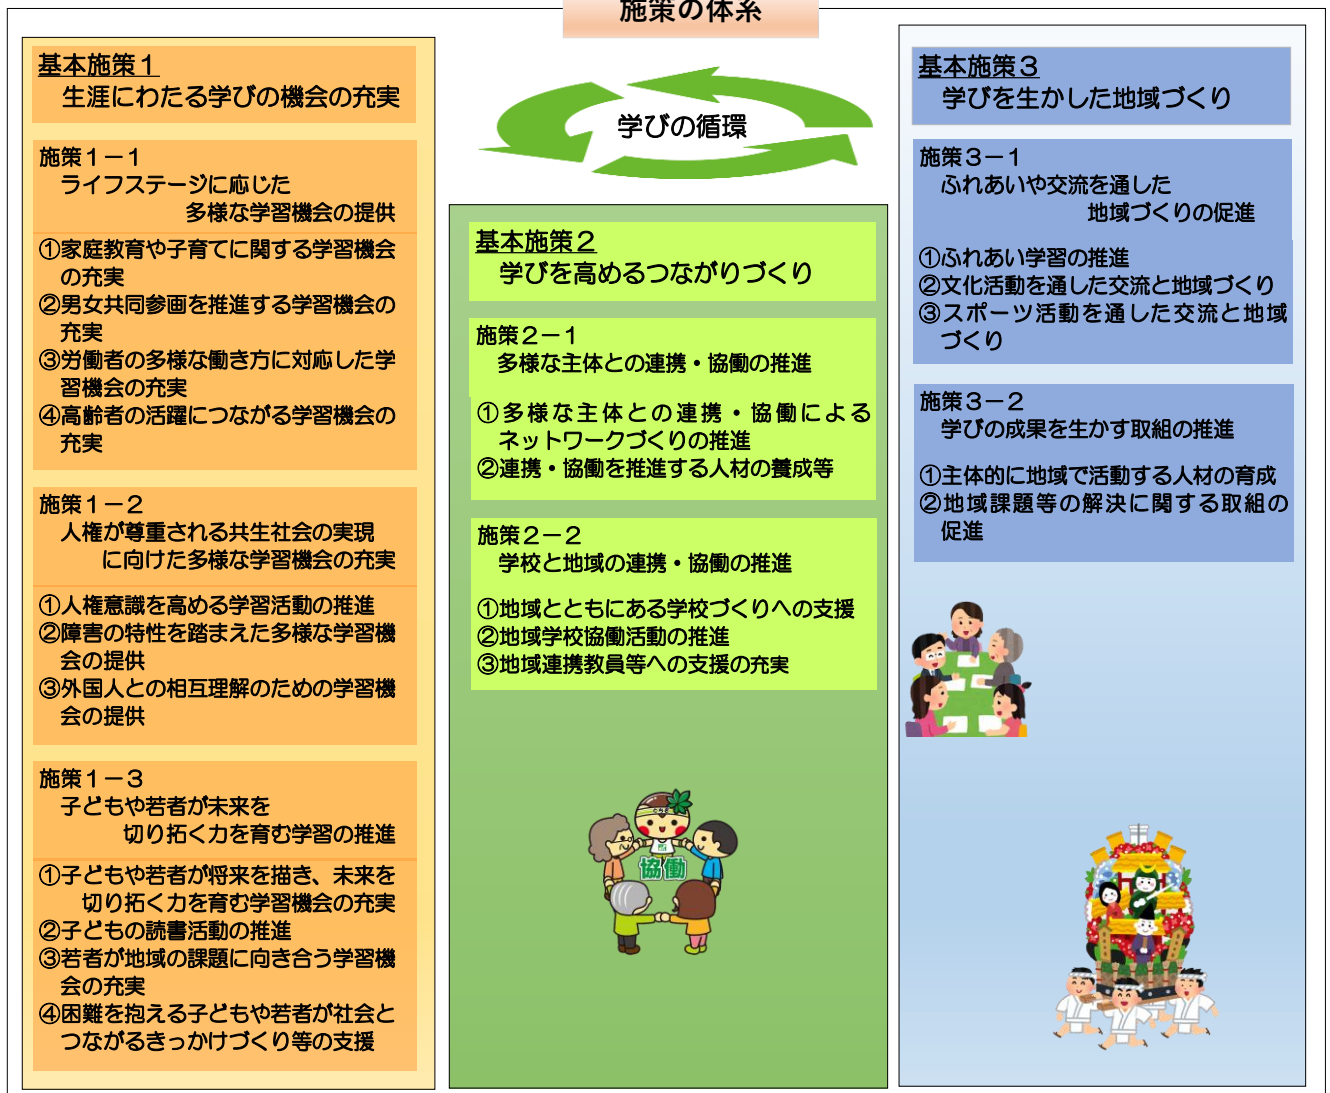 施策の体系
基本施策１
生涯にわたる学びの機会の充実
施策１－１
ライフステージに応じた
多様な学習機会の提供
①家庭教育や子育てに関する学習機会
の充実
②男女共同参画を推進する学習機会の
充実
③労働者の多様な働き方に対応した学
習機会の充実
④高齢者の活躍につながる学習機会の
充実
施策１－２
人権が尊重される共生社会の実現
に向けた多様な学習機会の充実
①人権意識を高める学習活動の推進
②障害の特性を踏まえた多様な学習機
会の提供
③外国人との相互理解のための学習機
会の提供
施策１－３
子どもや若者が未来を
切り拓く力を育む学習の推進
①子どもや若者が将来を描き、未来を
切り拓く力を育む学習機会の充実
②子どもの読書活動の推進
③若者が地域の課題に向き合う学習機
会の充実
④困難を抱える子どもや若者が社会と
つながるきっかけづくり等の支援
学びの循環
基本施策２
学びを高めるつながりづくり
施策２－１
多様な主体との連携・協働の推進
①多様な主体との連携・協働による
ネットワークづくりの推進
②連携・協働を推進する人材の養成等
施策２－２
学校と地域の連携・協働の推進
①地域とともにある学校づくりへの支援
②地域学校協働活動の推進
③地域連携教員等への支援の充実
協働
基本施策３
学びを生かした地域づくり
施策３－１
ふれあいや交流を通した
地域づくりの促進
①ふれあい学習の推進
②文化活動を通した交流と地域づくり
③スポーツ活動を通した交流と地域
づくり
施策３－２
学びの成果を生かす取組の推進
①主体的に地域で活動する人材の育成
②地域課題等の解決に関する取組の
促進